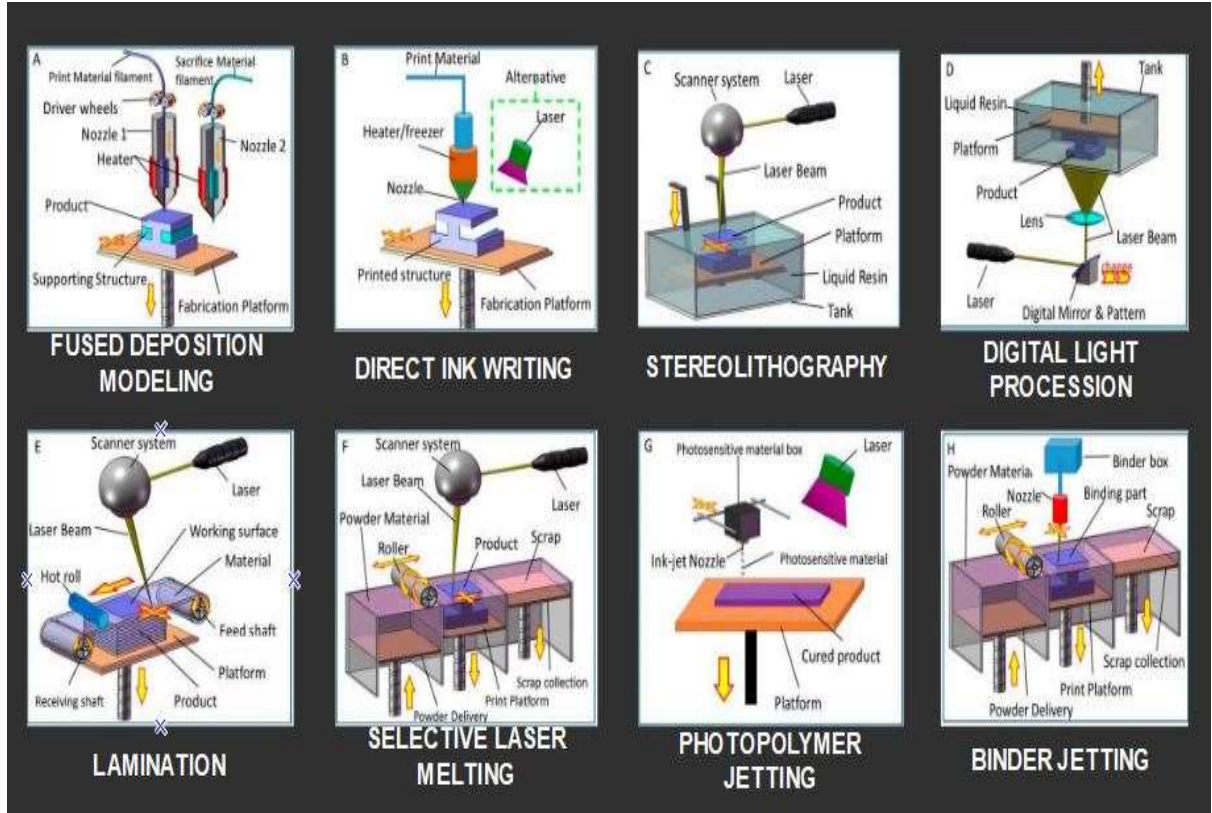 A
Print Material filament
Sacrifice Material
filament
Driver wheels
Nozzle 1
Nozzle 2
Heater
Product
Supporting Structure
Fabrication Platform
FUSED DEPOSITION
MODELING
B
Print Material
Alternative
Laser
Heater/freezer
Nozzle
Printed structure
Fabrication Platform
DIRECT INK WRITING
C
Scanner system
Laser
Laser Beam
Product
Platform
Liquid Resin
Tank
STEREOLITHOGRAPHY
D
Tank
Liquid Resin
Platform
Product
Lens
Laser Beam
Laser
change
Digital Mirror & Pattern
DIGITAL LIGHT
PROCESSION
E
Scanner system
Laser
Laser Beam
Working surface
Material
Hot roll
Feed shaft
Platform
Receiving shaft
Product
LAMINATION
F
Scanner system
Laser Beam
Laser
Powder Material
Roller
Product
Scrap
Scrap collection
Print Platform
Powder Delivery
SELECTIVE LASER
MELTING
G
Photosensitive material box
Laser
Ink-jet Nozzle
Photosensitive material
Cured product
Platform
PHOTOPOLYMER
JETTING
H
Binder box
Powder Material
Nozzle
Binding part
Roller
Scrap
Scrap collection
Print Platform
Powder Delivery
BINDER JETTING